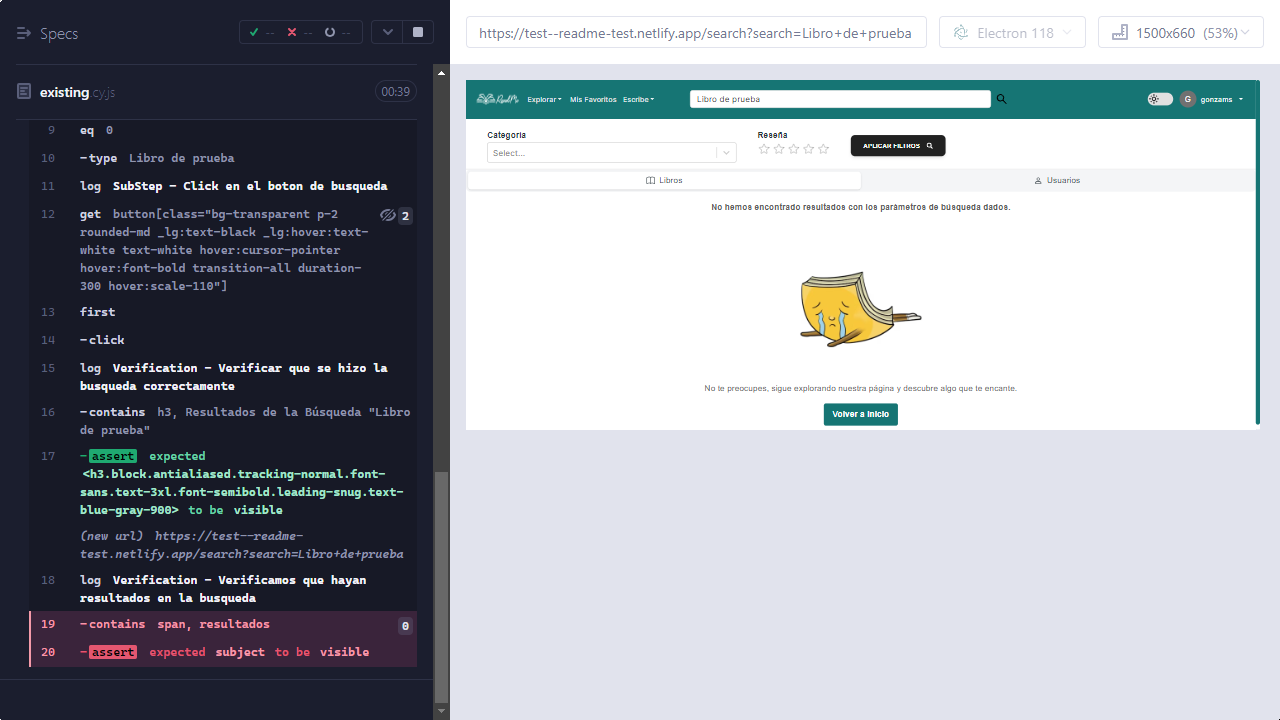 Specs
--
--
--
existing.cy.js
00:39
9 eq 0
10 -type Libro de prueba
11 log SubStep - Click en el boton de busqueda
12 get button[class="bg-transparent p-2 2
rounded-md _lg:text-black _lg:hover:text-
white text-white hover:cursor-pointer
hover:font-bold transition-all duration-
300 hover:scale-110"]
13 first
14 -click
15 log Verification - Verificar que se hizo la
busqueda correctamente
16 -contains h3, Resultados de la Búsqueda "Libro
de prueba"
17 -assert expected
<h3.block.antialiased.tracking-normal.font-
sans.text-3xl.font-semibold.leading-snug.text-
blue-gray-900> to be visible
(new url) https://test--readme-
test.netlify.app/search?search=Libro+de+prueba
18 log Verification - Verificamos que hayan
resultados en la busqueda
19 -contains span, resultados 0
20 -assert expected subject to be visible
https://test--readme-test.netlify.app/search?search=Libro+de+prueba
Electron 118
1500x660 (53%)
ReadMe
Explorar
Mis Favoritos
Escribe
Libro de prueba
G gonzams
Categoria
Select...
Reseña
APLICAR FILTROS
Libros
Usuarios
No hemos encontrado resultados con los parámetros de búsqueda dados.
No te preocupes, sigue explorando nuestra página y descubre algo que te encante.
Volver a Inicio